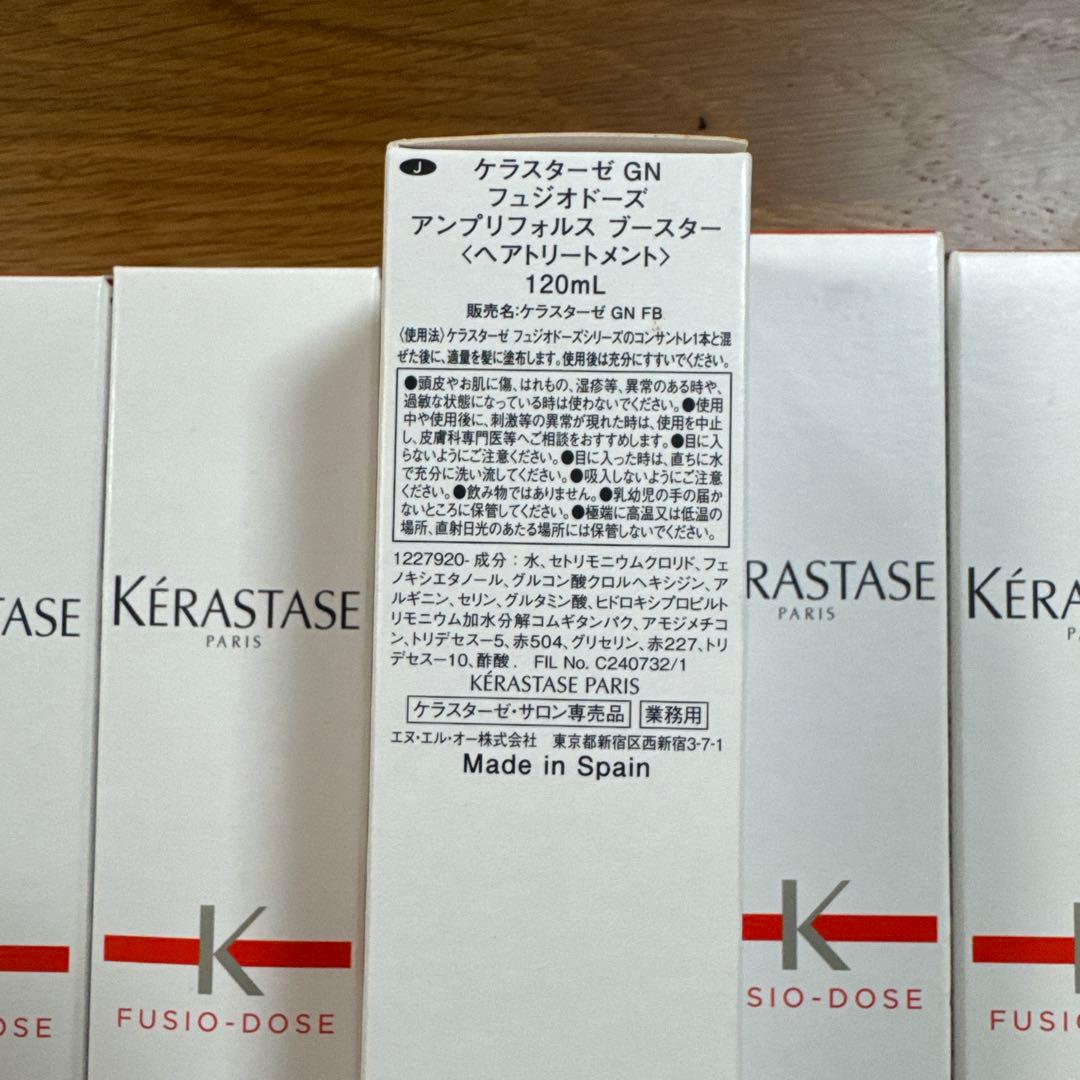 J
ケラスターゼ GN
フュジオドーズ
アンプリフォルス ブースター
〈ヘアトリートメント〉
120mL
販売名:ケラスターゼ GN FB
〈使用法〉ケラスターゼ フュジオドーズシリーズのコンサントレ1本と混
ぜた後に、適量を髪に塗布します。使用後は充分にすすいでください。
●頭皮やお肌に傷、はれもの、湿疹等、異常のある時や、
過敏な状態になっている時は使わないでください。●使用
中や使用後に、刺激等の異常が現れた時は、使用を中止
し、皮膚科専門医等へご相談をおすすめします。●目に入
らないようにご注意ください。●目に入った時は、直ちに水
で充分に洗い流してください。●吸入しないようにご注意
ください。●飲み物ではありません。●乳幼児の手の届か
ないところに保管してください。●極端に高温又は低温の
場所、直射日光のあたる場所には保管しないでください。
1227920- 成分：水、セトリモニウムクロリド、フェ
ノキシエタノール、グルコン酸クロルヘキシジン、ア
ルギニン、セリン、グルタミン酸、ヒドロキシプロピルト
リモニウム加水分解コムギタンパク、アモジメチコ
ン、トリデセス－5、赤504、グリセリン、赤227、トリ
デセス－10、酢酸． FIL No. C240732/1
KÉRASTASE PARIS
ケラスターゼ・サロン専売品 業務用
エヌ・エル・オー株式会社 東京都新宿区西新宿3-7-1
Made in Spain
TASE
KÉRASTASE
PARIS
RASTASE
PARIS
KÉRA
PA
K
K
OSE
FUSIO-DOSE
SIO-DOSE
FUSI